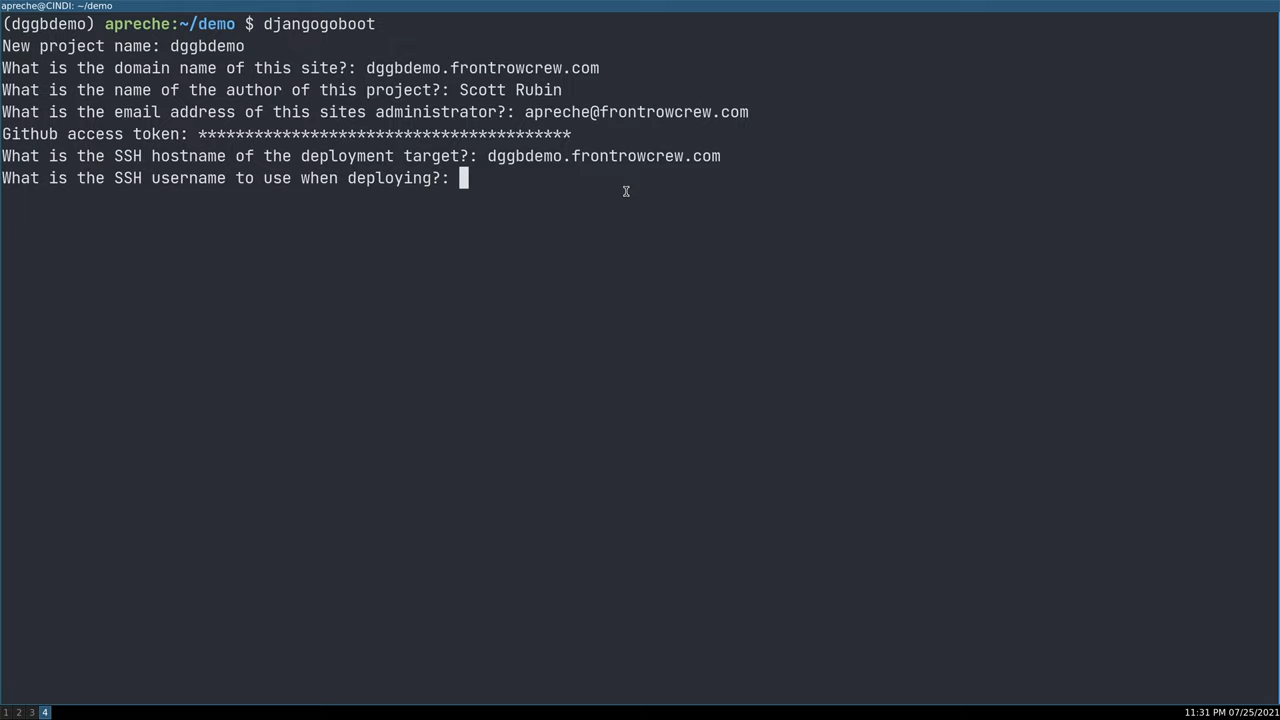 apreche@CINDI: ~/demo
(dggbdemo) apreche:~/demo $ djangogoboot
New project name: dggbdemo
What is the domain name of this site?: dggbdemo.frontrowcrew.com
What is the name of the author of this project?: Scott Rubin
What is the email address of this sites administrator?: apreche@frontrowcrew.com
Github access token: ****************************************
What is the SSH hostname of the deployment target?: dggbdemo.frontrowcrew.com
What is the SSH username to use when deploying?:
1 2 3 4
11:31 PM 07/25/2021